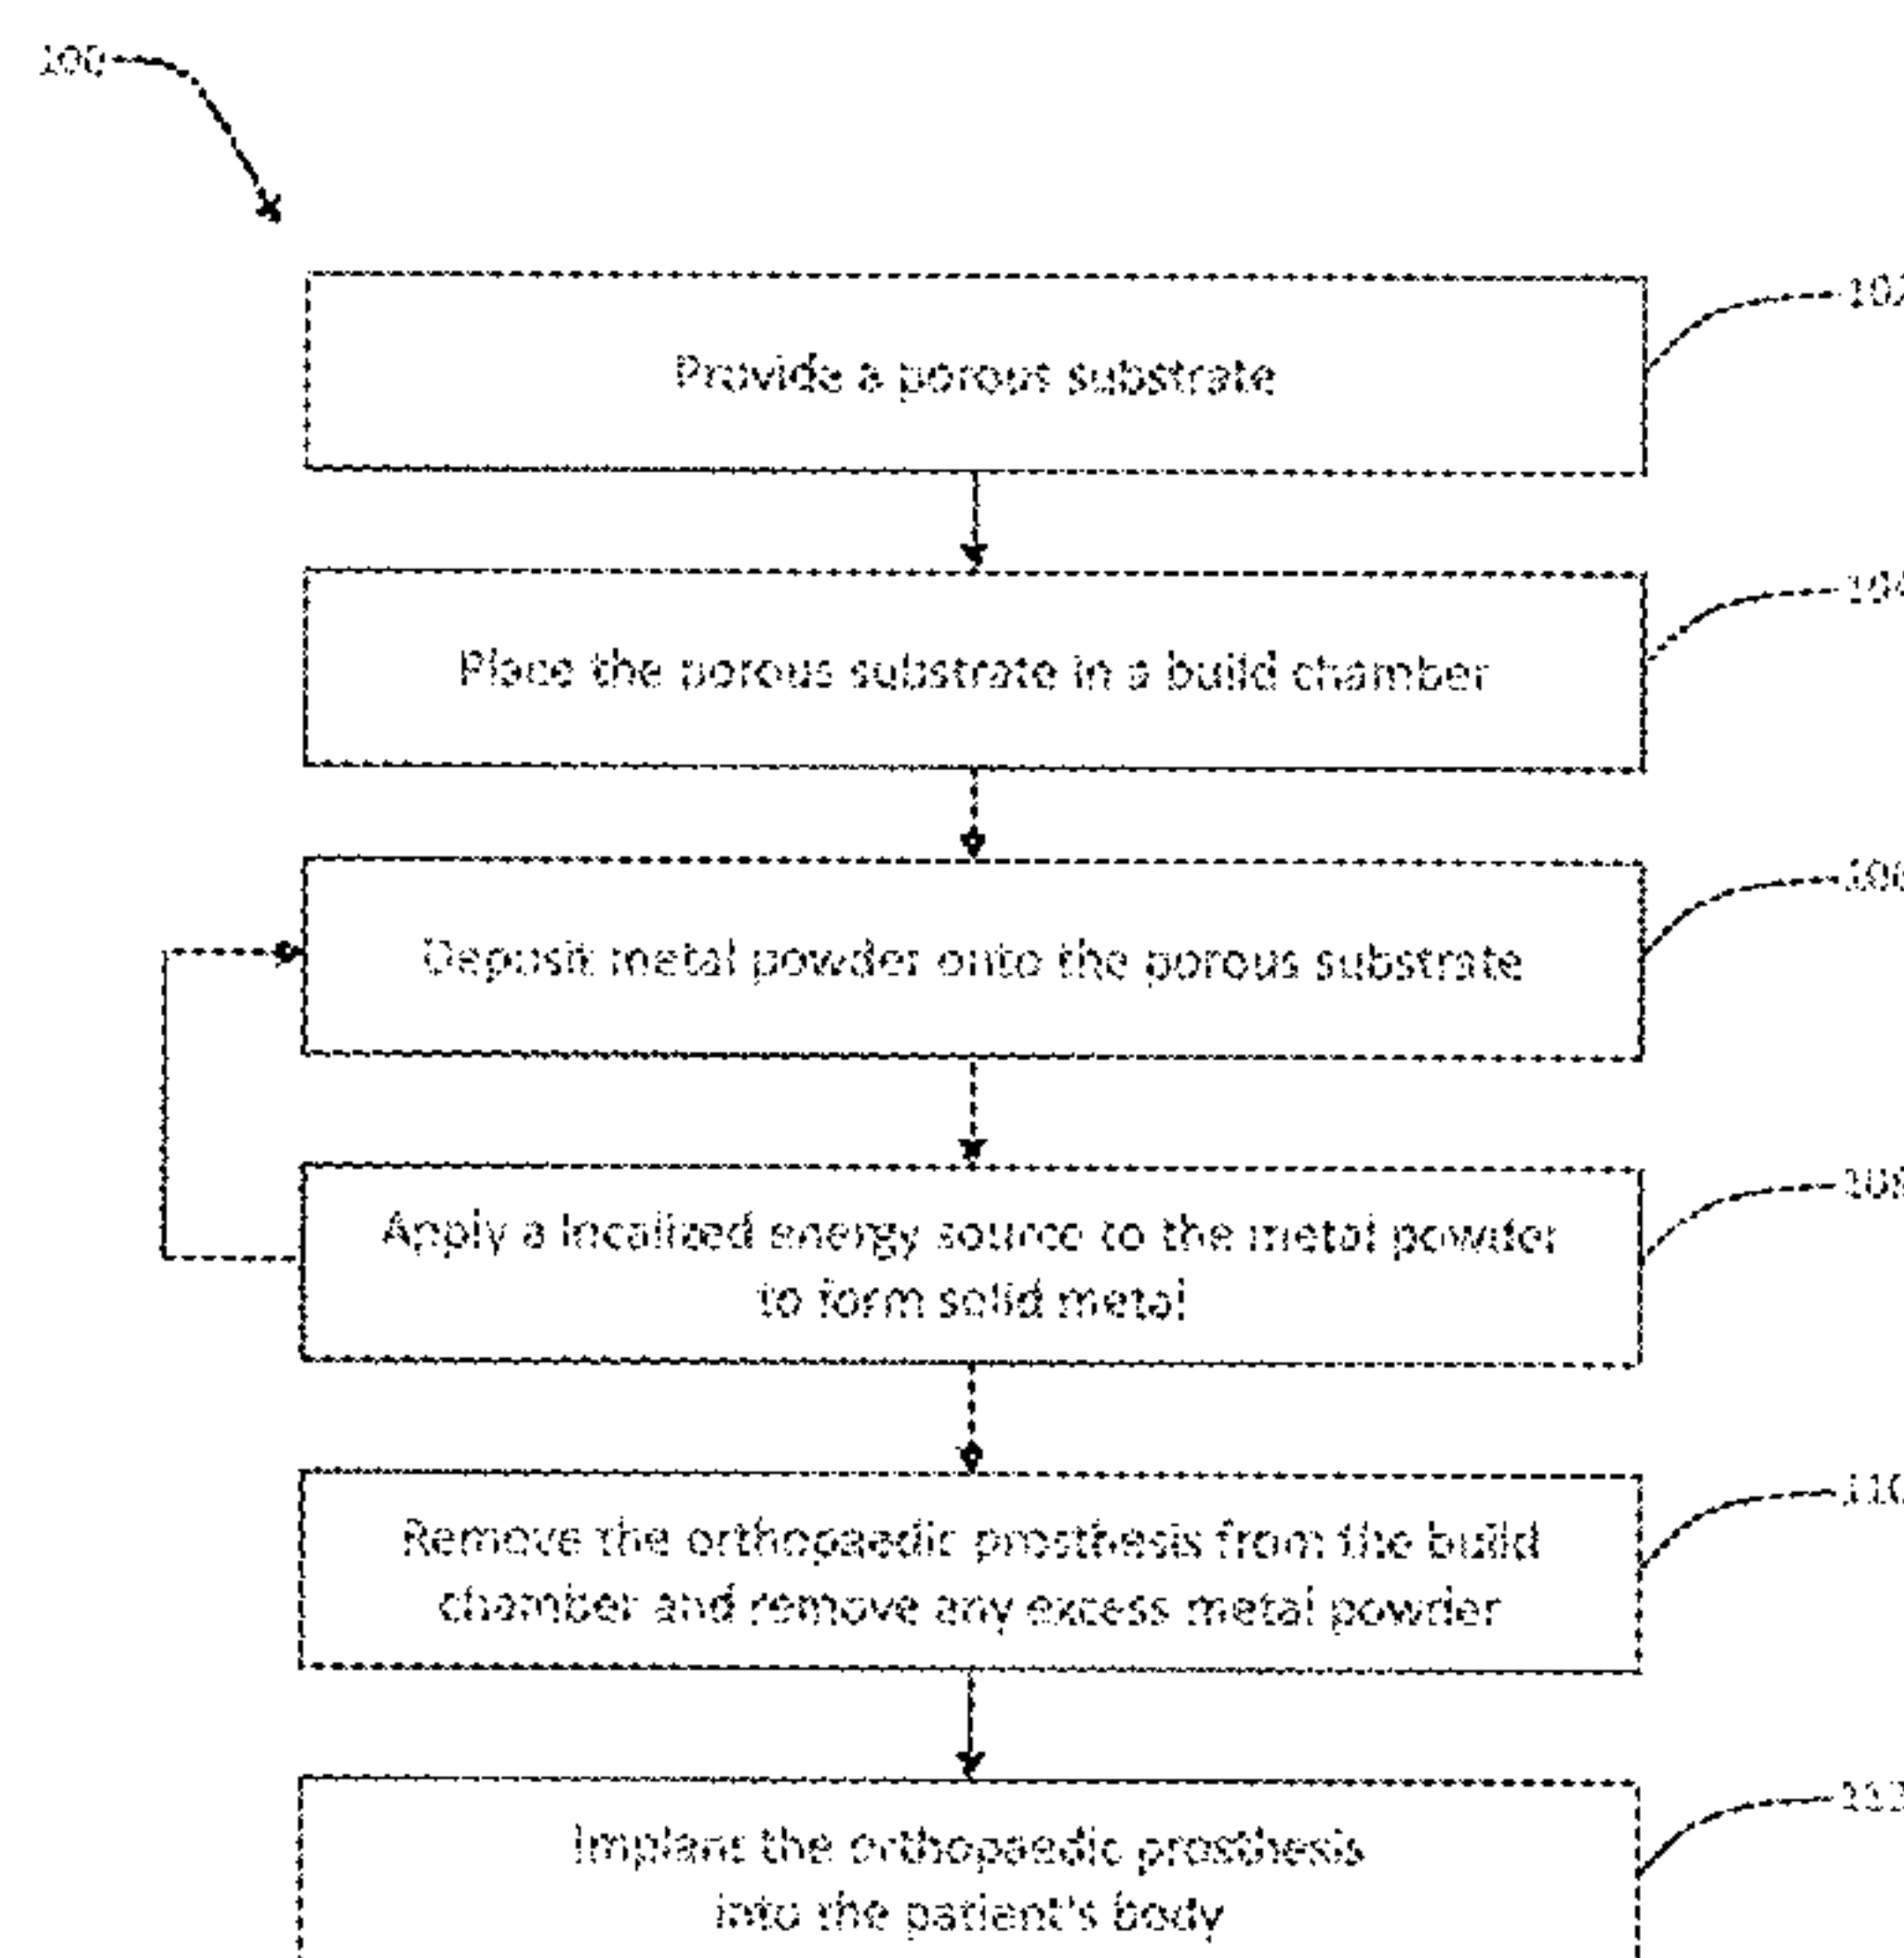 100
Provide a porous substrate
Place the porous substrate in a build chamber
Deposit metal powder onto the porous substrate
Apply a localized energy source to the metal powder
to form solid metal
Remove the orthopaedic prosthesis from the build
chamber and remove any excess metal powder
Implant the orthopaedic prosthesis
into the patient's body